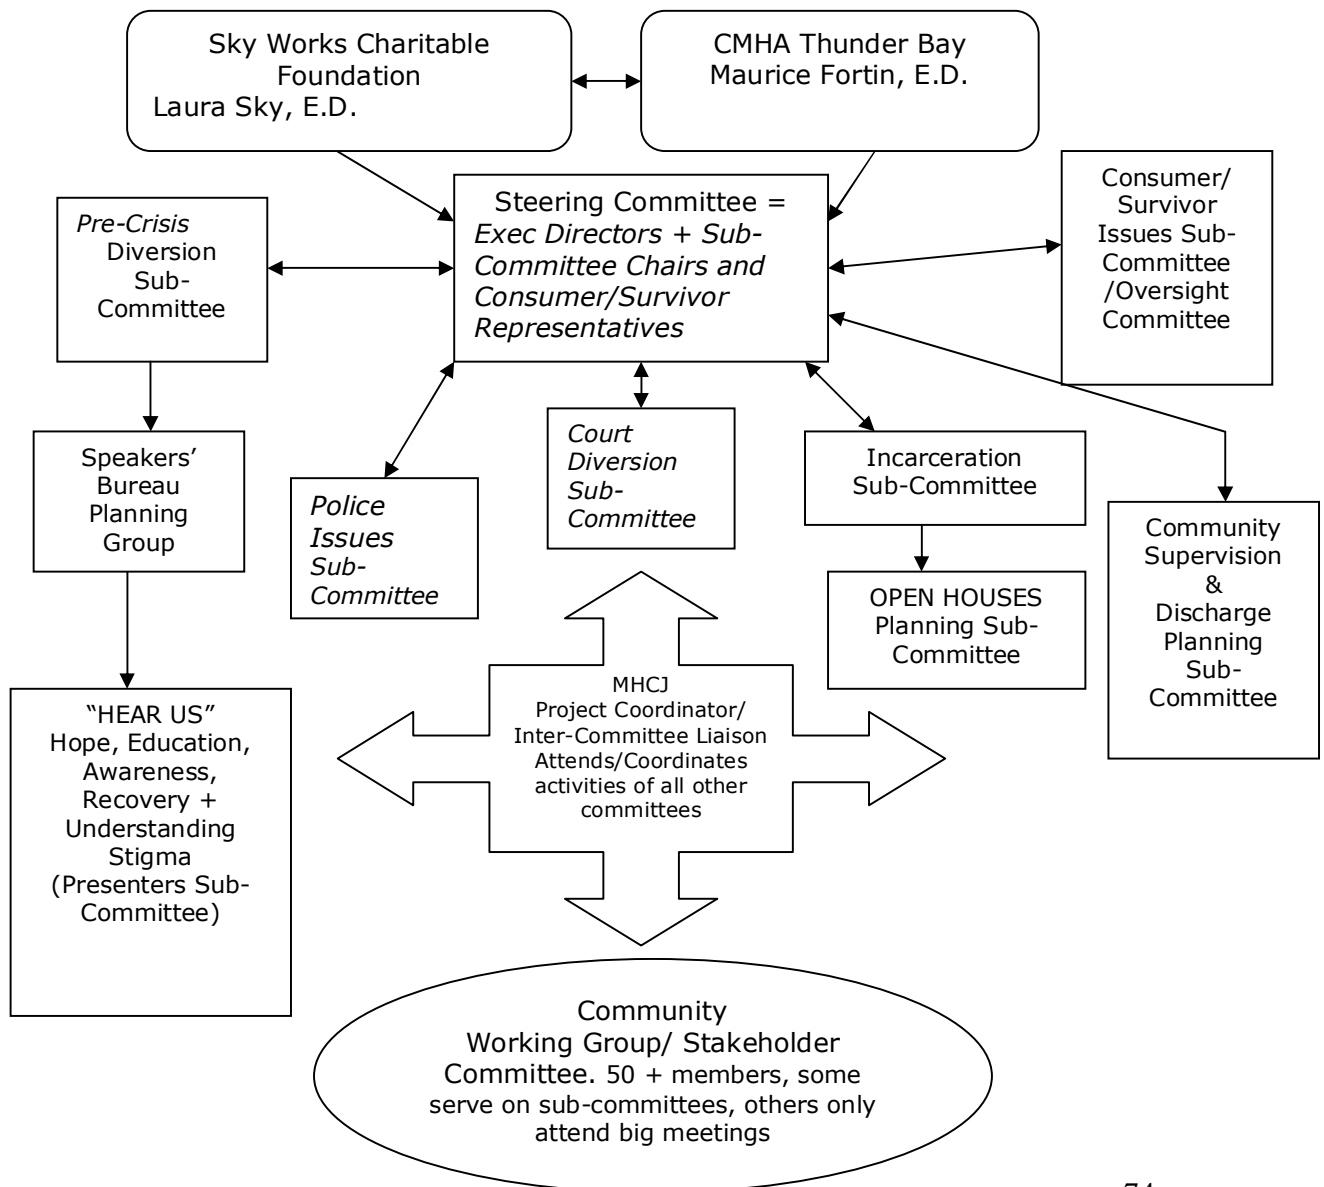 Sky Works Charitable
Foundation
Laura Sky, E.D.
CMHA Thunder Bay
Maurice Fortin, E.D.
Steering Committee =
Exec Directors + Sub-
Committee Chairs and
Consumer/Survivor
Representatives
Consumer/
Survivor
Issues Sub-
Committee
/Oversight
Committee
Pre-Crisis
Diversion
Sub-
Committee
Speakers’
Bureau
Planning
Group
Police
Issues
Sub-
Committee
Court
Diversion
Sub-
Committee
Incarceration
Sub-Committee
OPEN HOUSES
Planning Sub-
Committee
Community
Supervision
&
Discharge
Planning
Sub-
Committee
“HEAR US”
Hope, Education,
Awareness,
Recovery +
Understanding
Stigma
(Presenters Sub-
Committee)
MHCJ
Project Coordinator/
Inter-Committee Liaison
Attends/Coordinates
activities of all other
committees
Community
Working Group/ Stakeholder
Committee. 50 + members, some
serve on sub-committees, others only
attend big meetings